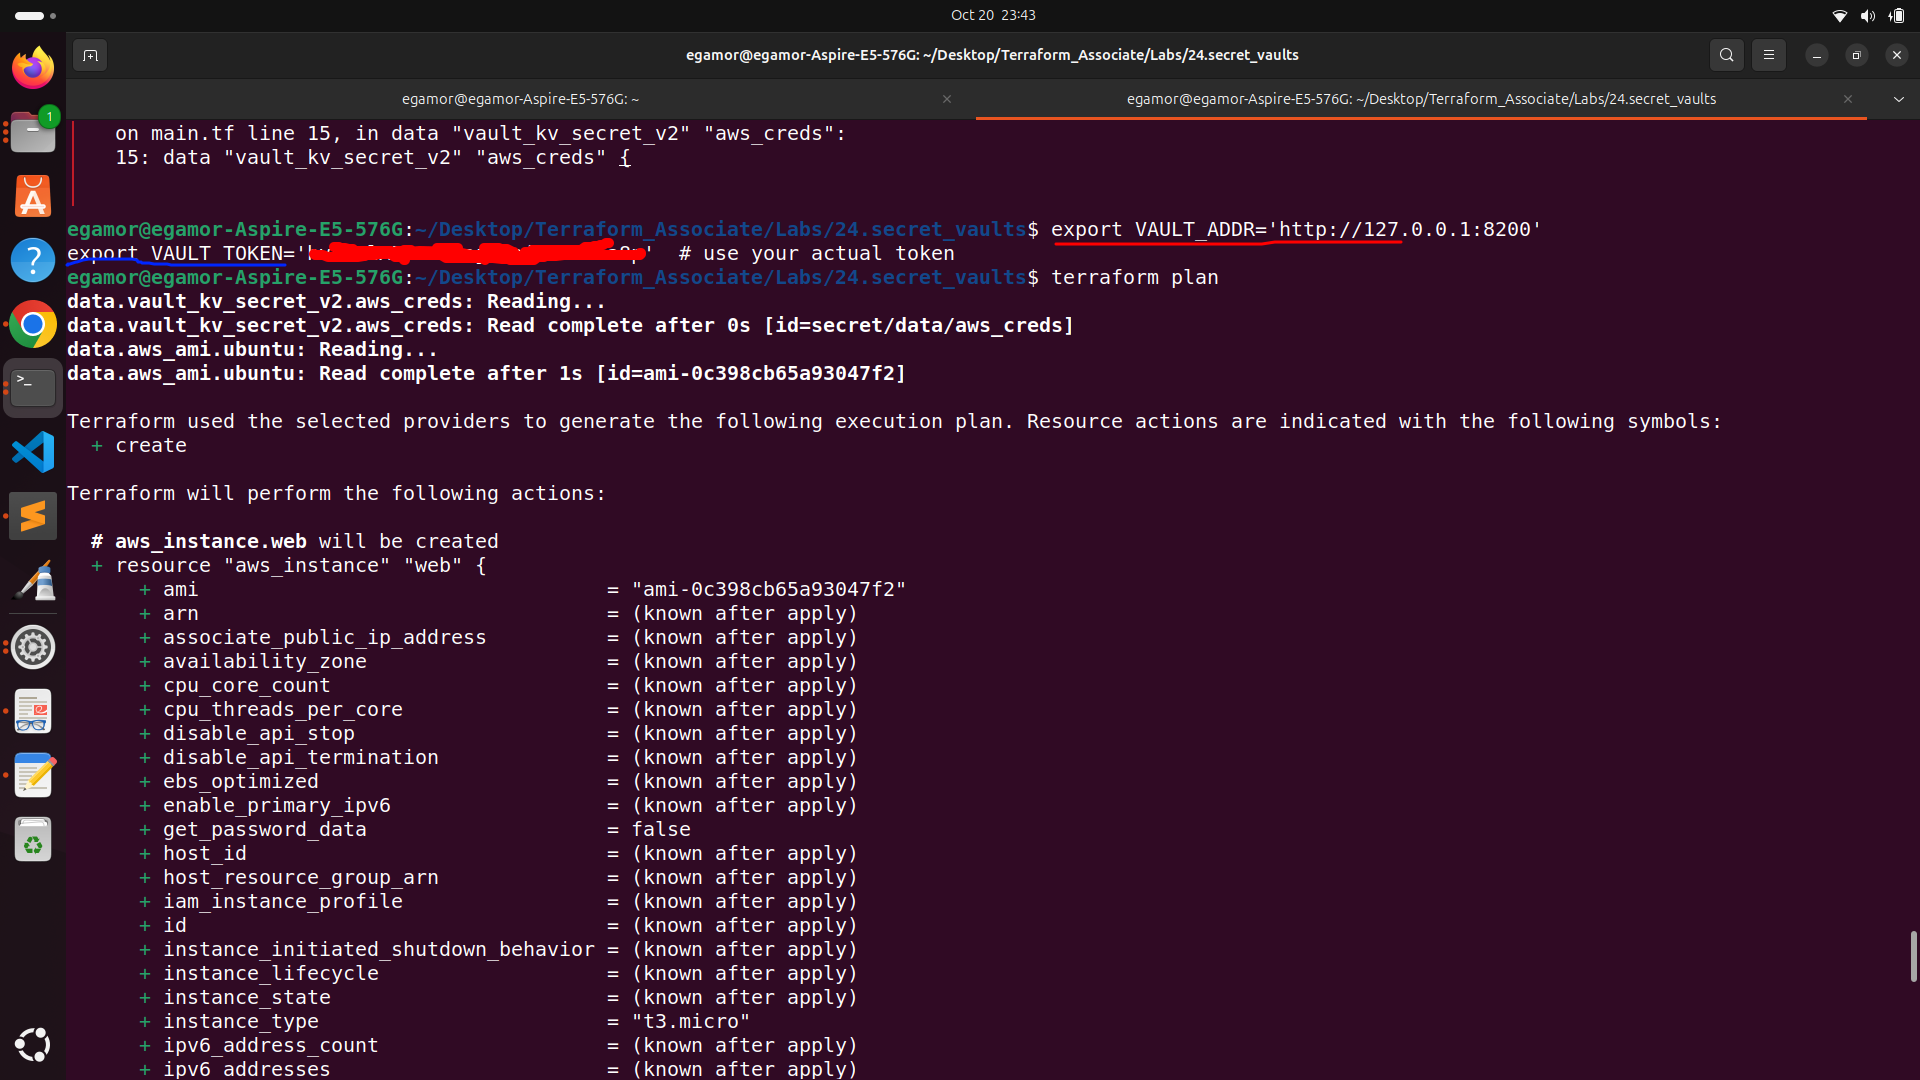 Oct 20 23:43
egamor@egamor-Aspire-E5-576G: ~/Desktop/Terraform_Associate/Labs/24.secret_vaults
egamor@egamor-Aspire-E5-576G: ~
egamor@egamor-Aspire-E5-576G: ~/Desktop/Terraform_Associate/Labs/24.secret_vaults
1
on main.tf line 15, in data "vault_kv_secret_v2" "aws_creds":
15: data "vault_kv_secret_v2" "aws_creds" {
egamor@egamor-Aspire-E5-576G:~/Desktop/Terraform_Associate/Labs/24.secret_vaults$ export VAULT_ADDR='http://127.0.0.1:8200'
export VAULT_TOKEN=' ' # use your actual token
egamor@egamor-Aspire-E5-576G:~/Desktop/Terraform_Associate/Labs/24.secret_vaults$ terraform plan
data.vault_kv_secret_v2.aws_creds: Reading...
data.vault_kv_secret_v2.aws_creds: Read complete after 0s [id=secret/data/aws_creds]
data.aws_ami.ubuntu: Reading...
data.aws_ami.ubuntu: Read complete after 1s [id=ami-0c398cb65a93047f2]
Terraform used the selected providers to generate the following execution plan. Resource actions are indicated with the following symbols:
+ create
Terraform will perform the following actions:
# aws_instance.web will be created
+ resource "aws_instance" "web" {
+ ami = "ami-0c398cb65a93047f2"
+ arn = (known after apply)
+ associate_public_ip_address = (known after apply)
+ availability_zone = (known after apply)
+ cpu_core_count = (known after apply)
+ cpu_threads_per_core = (known after apply)
+ disable_api_stop = (known after apply)
+ disable_api_termination = (known after apply)
+ ebs_optimized = (known after apply)
+ enable_primary_ipv6 = (known after apply)
+ get_password_data = false
+ host_id = (known after apply)
+ host_resource_group_arn = (known after apply)
+ iam_instance_profile = (known after apply)
+ id = (known after apply)
+ instance_initiated_shutdown_behavior = (known after apply)
+ instance_lifecycle = (known after apply)
+ instance_state = (known after apply)
+ instance_type = "t3.micro"
+ ipv6_address_count = (known after apply)
+ ipv6_addresses = (known after apply)